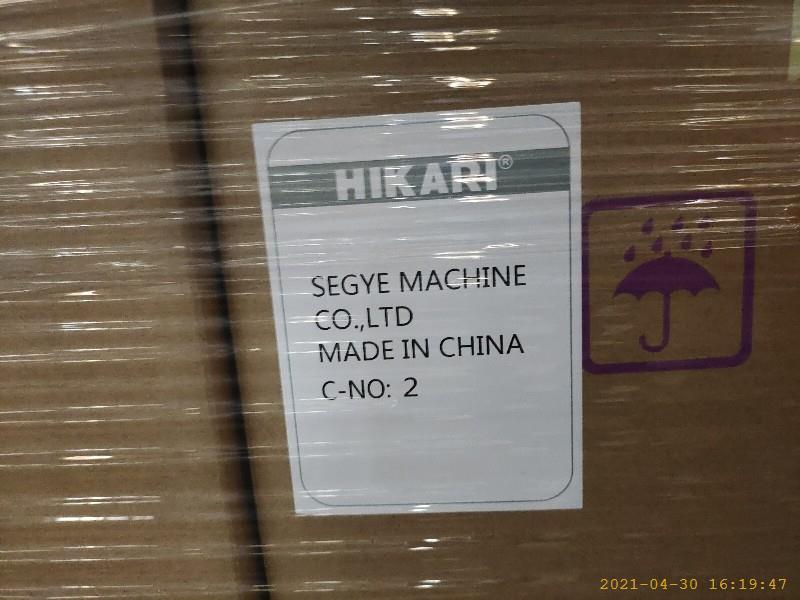 HIKARI®
SEGYE MACHINE
CO.,LTD
MADE IN CHINA
C-NO: 2
2021-04-30 16:19:47